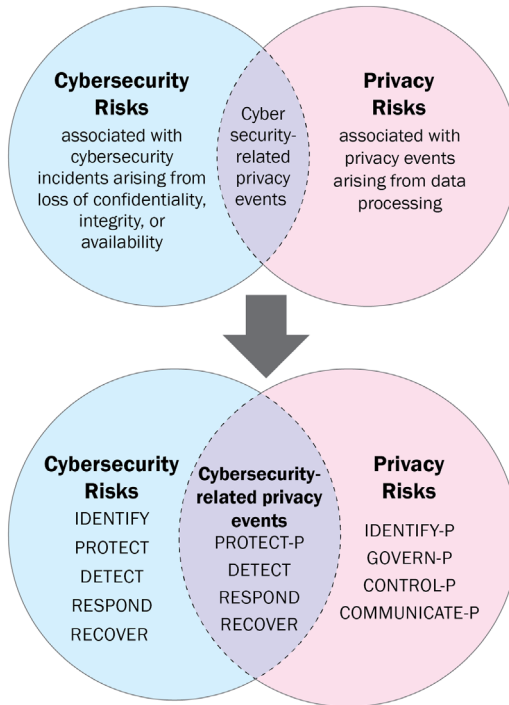 Cybersecurity
Risks
associated with
cybersecurity
incidents arising from
loss of confidentiality,
integrity, or
availability
Cyber
security-
related
privacy
events
Privacy
Risks
associated with
privacy events
arising from data
processing
Cybersecurity
Risks
IDENTIFY
PROTECT
DETECT
RESPOND
RECOVER
Cybersecurity-
related privacy
events
PROTECT-P
DETECT
RESPOND
RECOVER
Privacy
Risks
IDENTIFY-P
GOVERN-P
CONTROL-P
COMMUNICATE-P